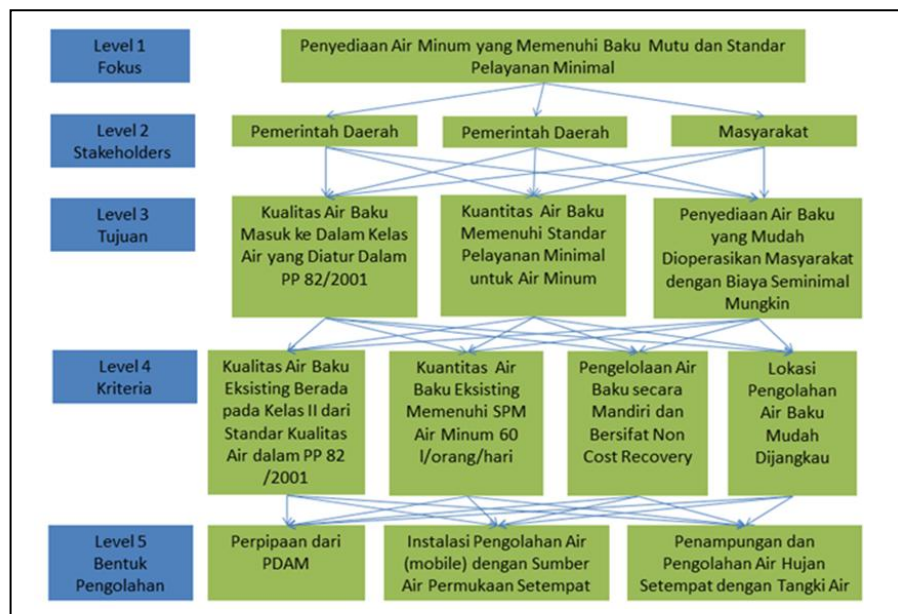 Level 1
Fokus
Penyediaan Air Minum yang Memenuhi Baku Mutu dan Standar
Pelayanan Minimal
Level 2
Stakeholders
Pemerintah Daerah
Pemerintah Daerah
Masyarakat
Level 3
Tujuan
Kualitas Air Baku
Masuk ke Dalam Kelas
Air yang Diatur Dalam
PP 82/2001
Kuantitas Air Baku
Memenuhi Standar
Pelayanan Minimal
untuk Air Minum
Penyediaan Air Baku
yang Mudah
Dioperasikan Masyarakat
dengan Biaya Seminimal
Mungkin
Level 4
Kriteria
Kualitas Air Baku
Eksisting Berada
pada Kelas II dari
Standar Kualitas
Air dalam PP 82
/2001
Kuantitas Air
Baku Eksisting
Memenuhi SPM
Air Minum 60
l/orang/hari
Pengelolaan Air
Baku secara
Mandiri dan
Bersifat Non
Cost Recovery
Lokasi
Pengolahan
Air Baku
Mudah
Dijangkau
Level 5
Bentuk
Pengolahan
Perpipaan dari
PDAM
Instalasi Pengolahan Air
(mobile) dengan Sumber
Air Permukaan Setempat
Penampungan dan
Pengolahan Air Hujan
Setempat dengan Tangki Air